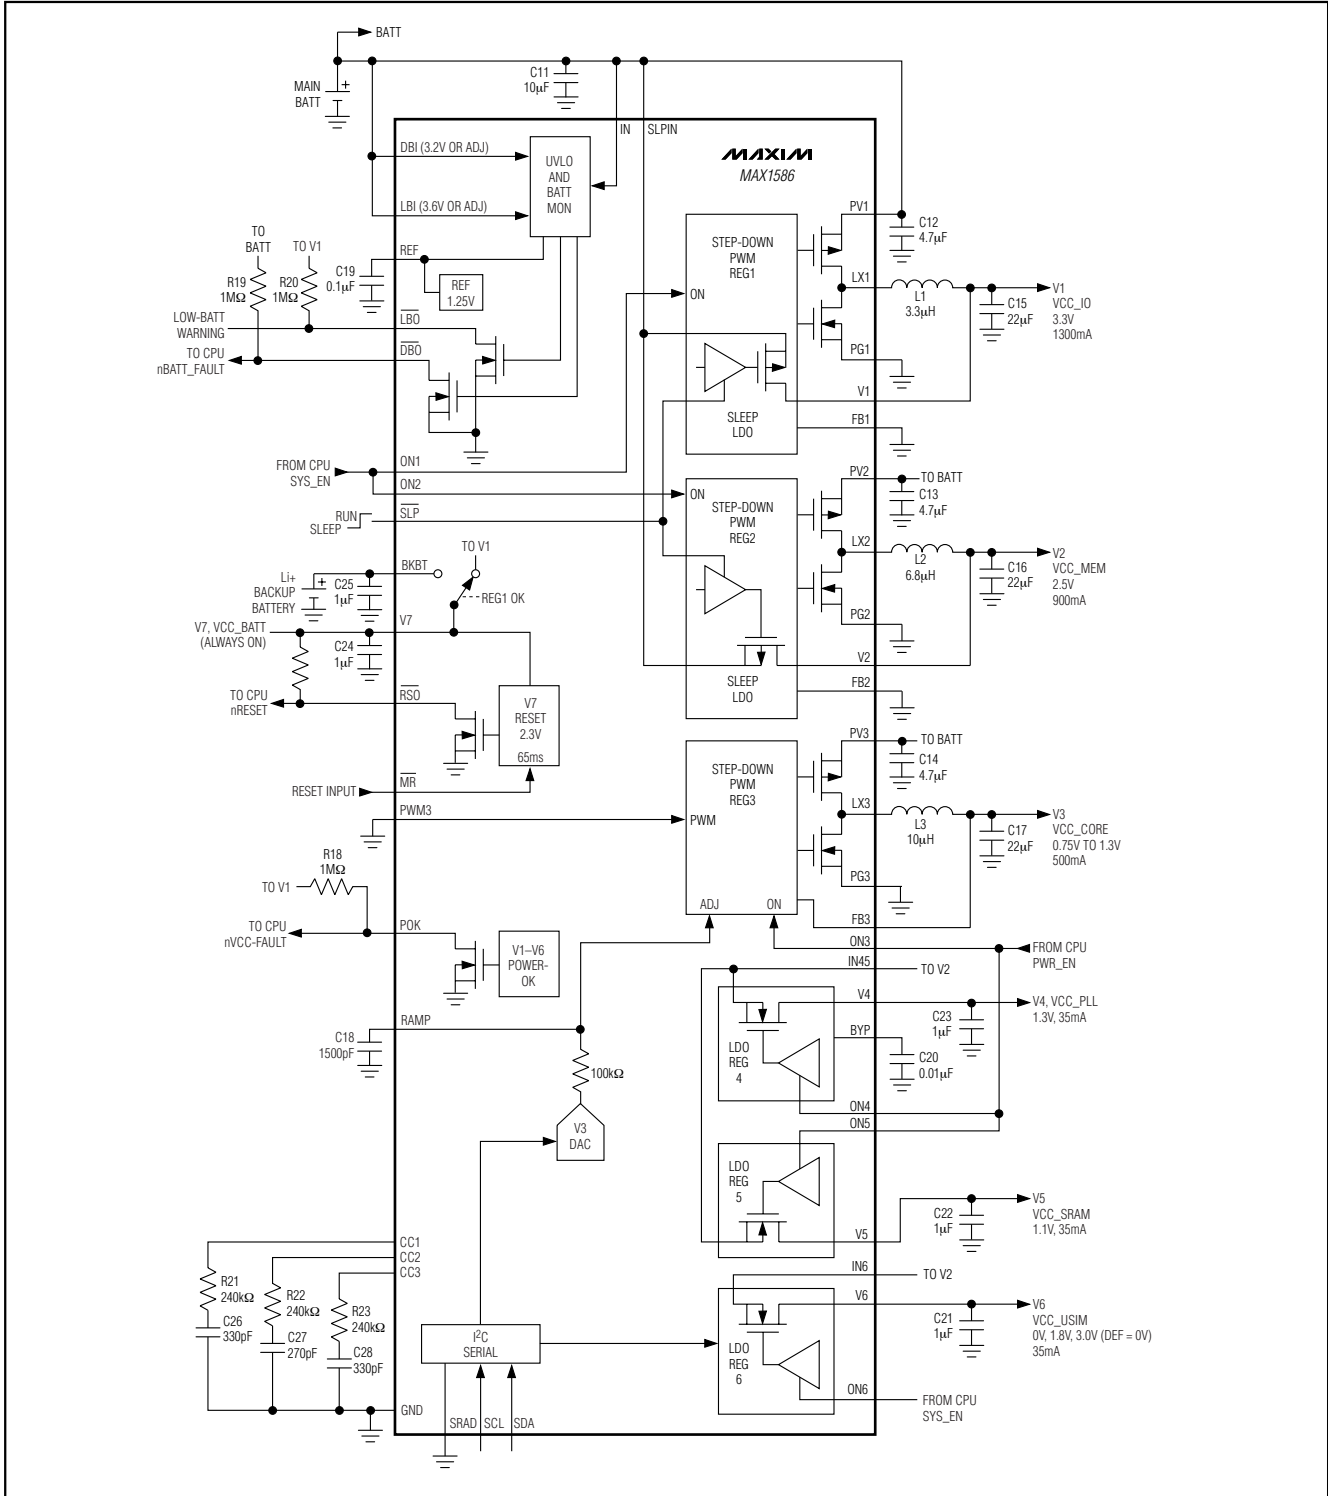 BATT
MAIN
BATT
C11
10μF
IN
SLPIN
DBI (3.2V OR ADJ)
LBI (3.6V OR ADJ)
UVLO
AND
BATT
MON
MAXIM
MAX1586
TO
BATT
TO V1
R19
1MΩ
R20
1MΩ
C19
0.1μF
REF
REF
1.25V
LOW-BATT
WARNING
LBO
TO CPU
nBATT_FAULT
DBO
STEP-DOWN
PWM
REG1
ON
SLEEP
LDO
PV1
C12
4.7μF
LX1
L1
3.3μH
C15
22μF
V1
VCC_IO
3.3V
1300mA
PG1
V1
FB1
FROM CPU
SYS_EN
ON1
ON2
RUN
SLEEP
SLP
ON
STEP-DOWN
PWM
REG2
SLEEP
LDO
PV2
TO BATT
C13
4.7μF
LX2
L2
6.8μH
C16
22μF
V2
VCC_MEM
2.5V
900mA
PG2
V2
FB2
Li+
BACKUP
BATTERY
C25
1μF
BKBT
TO V1
REG1 OK
V7, VCC_BATT
(ALWAYS ON)
C24
1μF
V7
TO CPU
nRESET
RSO
V7
RESET
2.3V
65ms
RESET INPUT
MR
PWM3
STEP-DOWN
PWM
REG3
PWM
ADJ
ON
PV3
TO BATT
C14
4.7μF
LX3
L3
10μH
C17
22μF
V3
VCC_CORE
0.75V TO 1.3V
500mA
PG3
FB3
R18
1MΩ
TO V1
TO CPU
nVCC-FAULT
POK
V1–V6
POWER-
OK
ON3
FROM CPU
PWR_EN
IN45
TO V2
V4
V4, VCC_PLL
1.3V, 35mA
C23
1μF
BYP
C20
0.01μF
LDO
REG
4
ON4
ON5
RAMP
C18
1500pF
100kΩ
V3
DAC
LDO
REG
5
V5
C22
1μF
V5
VCC_SRAM
1.1V, 35mA
CC1
CC2
CC3
R21
240kΩ
C26
330pF
R22
240kΩ
C27
270pF
R23
240kΩ
C28
330pF
I²C
SERIAL
IN6
TO V2
V6
C21
1μF
V6
VCC_USIM
0V, 1.8V, 3.0V (DEF = 0V)
35mA
LDO
REG
6
ON6
FROM CPU
SYS_EN
GND
SRAD
SCL
SDA